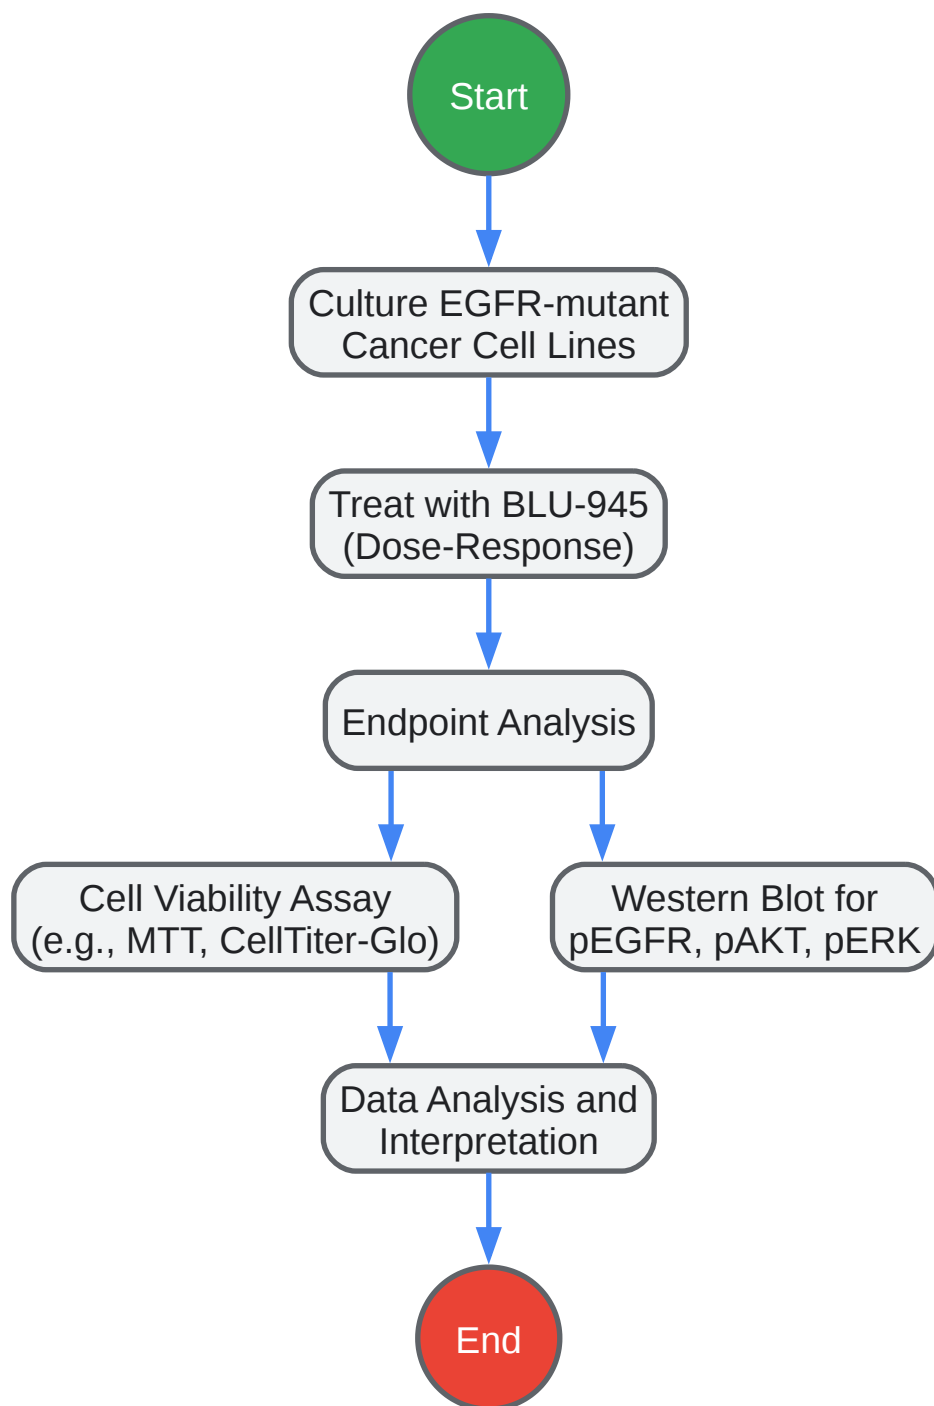 Start
Culture EGFR-mutant
Cancer Cell Lines
Treat with BLU-945
(Dose-Response)
Endpoint Analysis
Cell Viability Assay
(e.g., MTT, CellTiter-Glo)
Western Blot for
pEGFR, pAKT, pERK
Data Analysis and
Interpretation
End